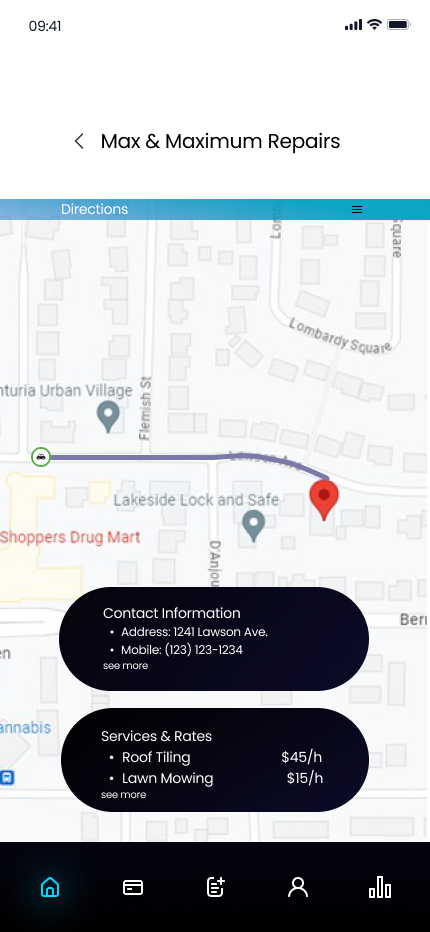 09:41
Max & Maximum Repairs
Directions
Square
Lombardy Square
nturia Urban Village
Flemish St
Lawson Ave
Lakeside Lock and Safe
Shoppers Drug Mart
D'Anjou
Contact Information
• Address: 1241 Lawson Ave.
• Mobile: (123) 123-1234
see more
Bern
en
Services & Rates
annabis
• Roof Tiling $45/h
• Lawn Mowing $15/h
see more